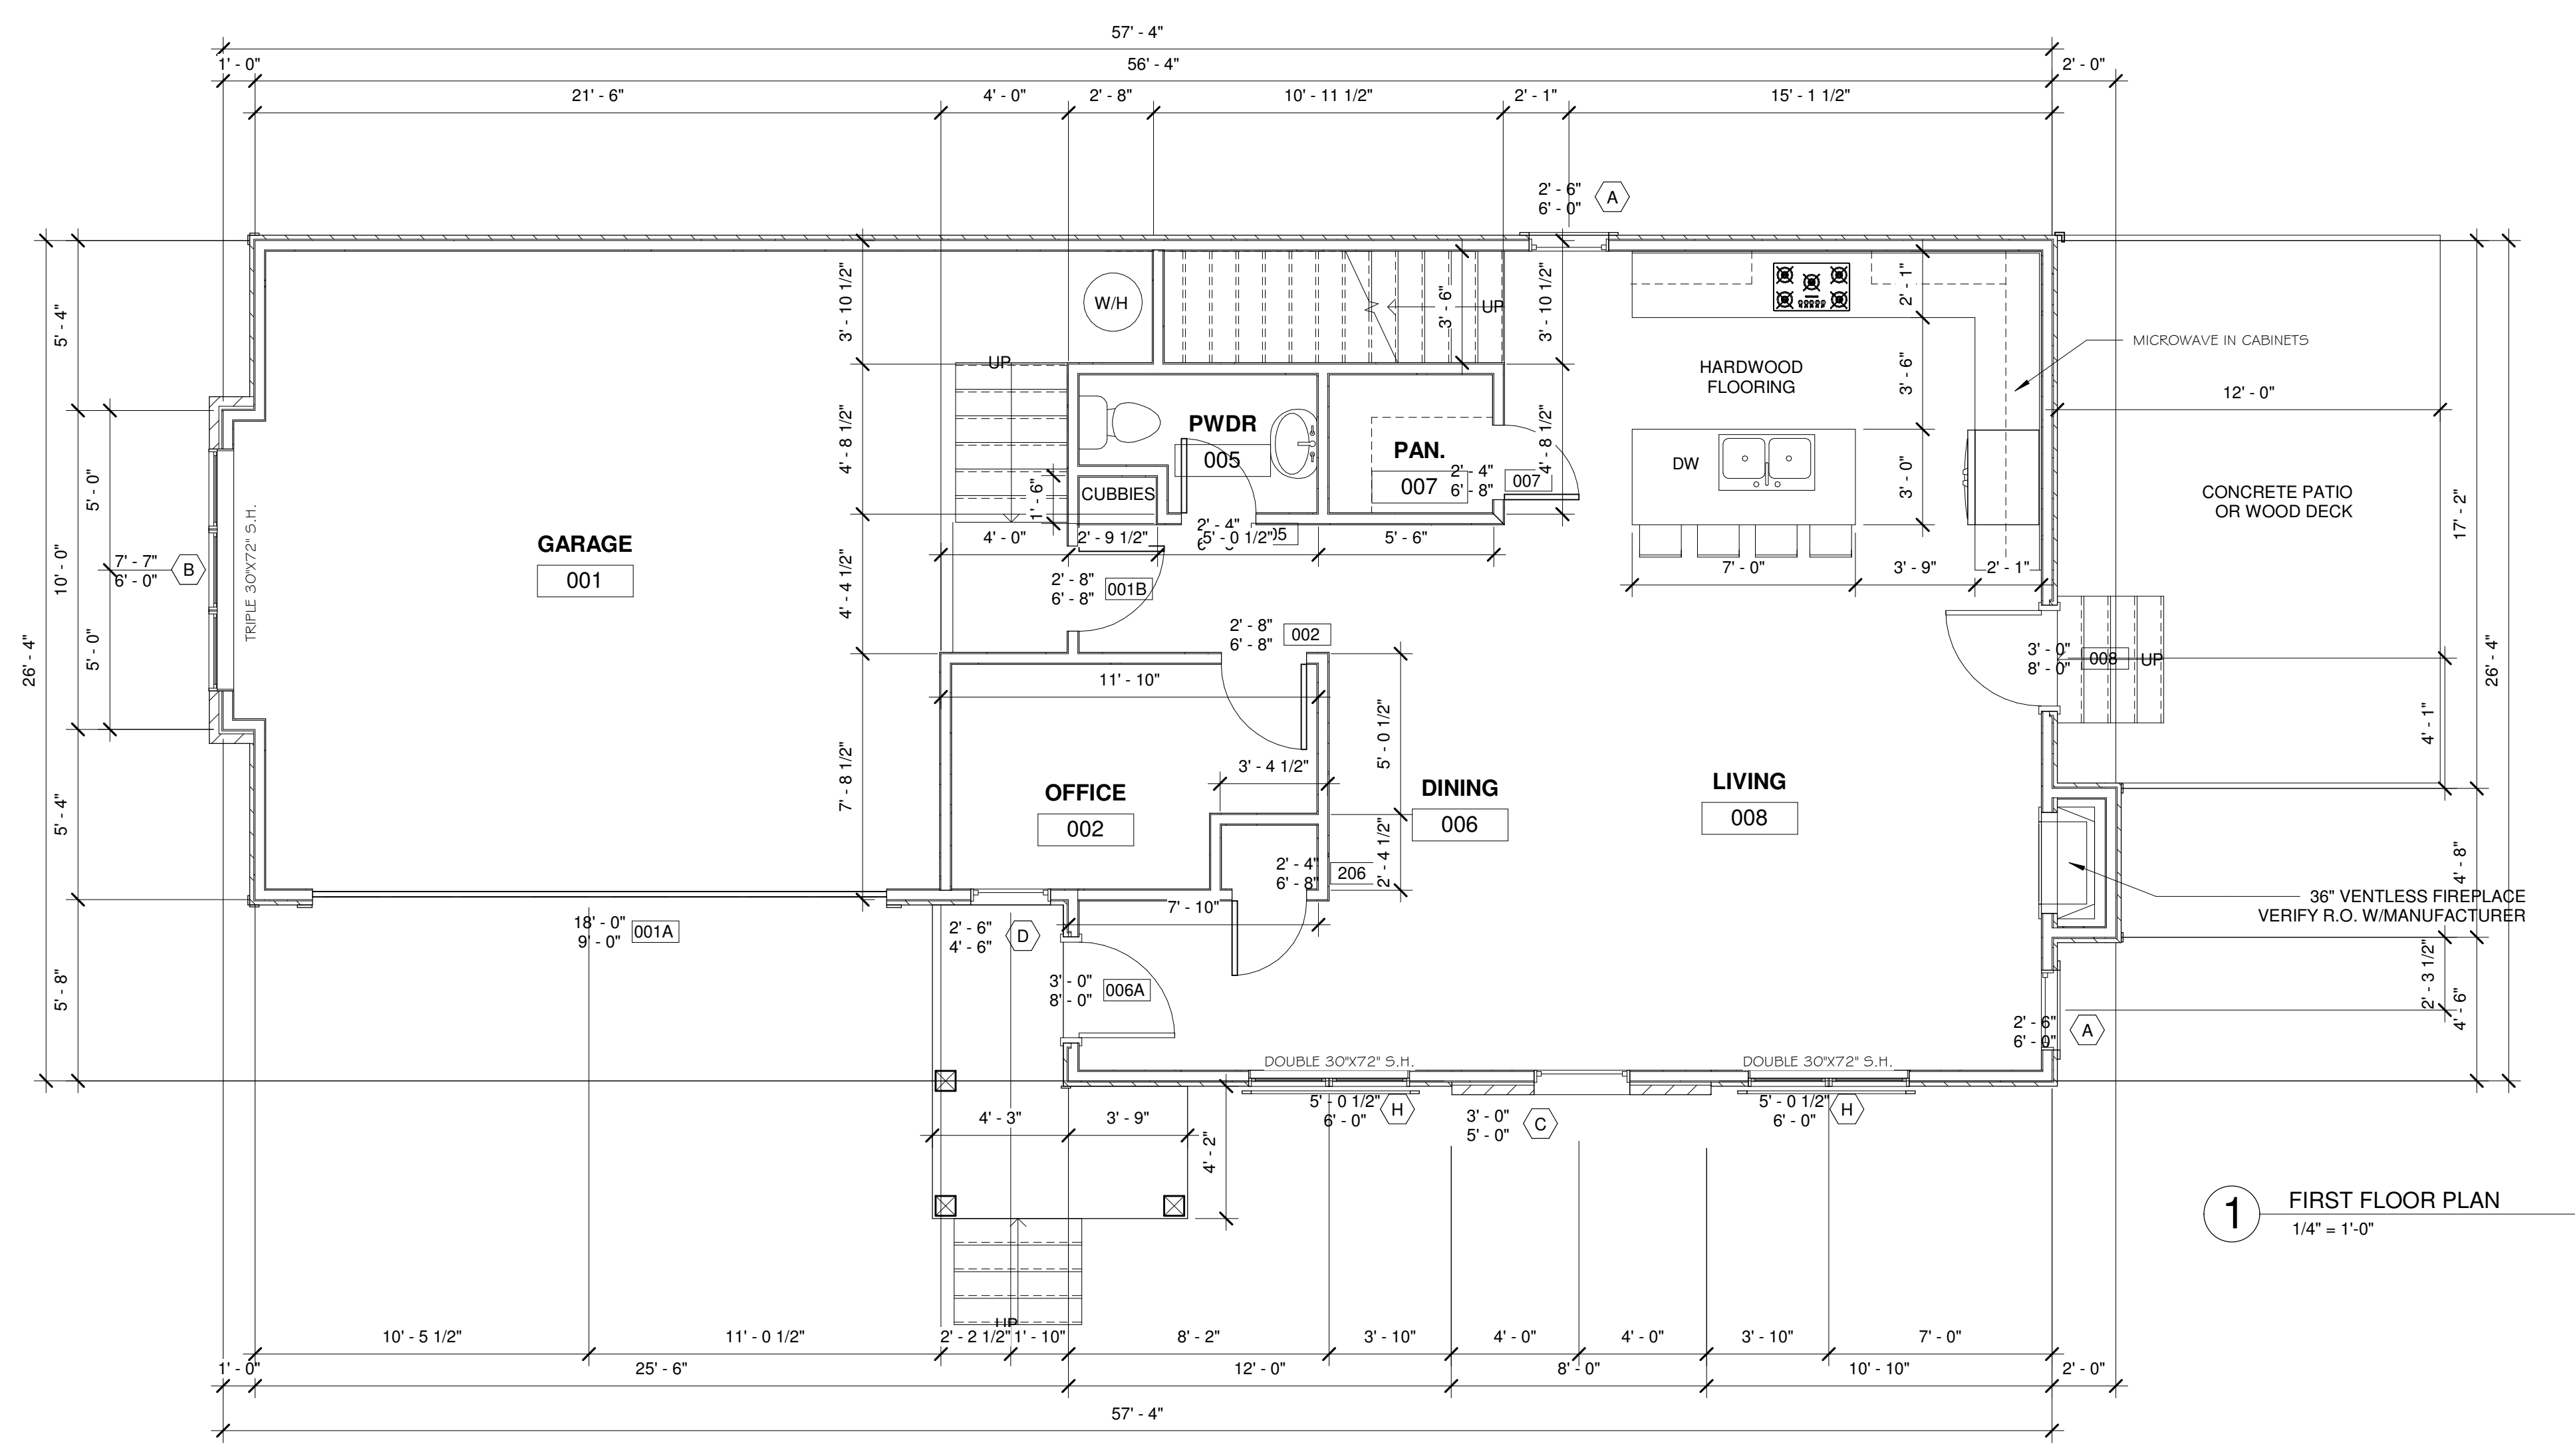 57' - 4"
1' - 0"
56' - 4"
2' - 0"
21' - 6"
4' - 0"
2' - 8"
10' - 11 1/2"
2' - 1"
15' - 1 1/2"
2' - 6"
6' - 0"
A
5' - 4"
3' - 10 1/2"
W/H
3' - 6"
UP
3' - 10 1/2"
2' - 1"
MICROWAVE IN CABINETS
UP
HARDWOOD
FLOORING
3' - 6"
12' - 0"
4' - 8 1/2"
PWDR
005
PAN.
007
2' - 4"
6' - 8"
007
4' - 8 1/2"
DW
3' - 0"
CONCRETE PATIO
OR WOOD DECK
17' - 2"
5' - 0"
1' - 6"
CUBBIES
TRIPLE 30"X72" S.H.
GARAGE
001
4' - 0"
2' - 9 1/2"
2' - 4"
5' - 0 1/2"
5' - 6"
10' - 0"
7' - 7"
6' - 0"
B
4' - 4 1/2"
2' - 8"
6' - 8"
001B
7' - 0"
3' - 9"
2' - 1"
26' - 4"
5' - 0"
2' - 8"
6' - 8"
002
3' - 0"
8' - 0"
008
UP
26' - 4"
11' - 10"
5' - 0 1/2"
4' - 1"
3' - 4 1/2"
7' - 8 1/2"
OFFICE
002
DINING
006
LIVING
008
5' - 4"
2' - 4"
6' - 8"
206
2' - 4 1/2"
4' - 8"
36" VENTLESS FIREPLACE
VERIFY R.O. W/MANUFACTURER
7' - 10"
18' - 0"
9' - 0"
001A
2' - 6"
4' - 6"
D
5' - 8"
3' - 0"
8' - 0"
006A
2' - 3 1/2"
4' - 6"
2' - 6"
6' - 0"
A
DOUBLE 30"X72" S.H.
DOUBLE 30"X72" S.H.
5' - 0 1/2"
6' - 0"
H
3' - 0"
5' - 0"
C
5' - 0 1/2"
6' - 0"
H
4' - 3"
3' - 9"
4' - 2"
1
FIRST FLOOR PLAN
1/4" = 1'-0"
UP
10' - 5 1/2"
11' - 0 1/2"
2' - 2 1/2"
1' - 10"
8' - 2"
3' - 10"
4' - 0"
4' - 0"
3' - 10"
7' - 0"
1' - 0"
25' - 6"
12' - 0"
8' - 0"
10' - 10"
2' - 0"
57' - 4"